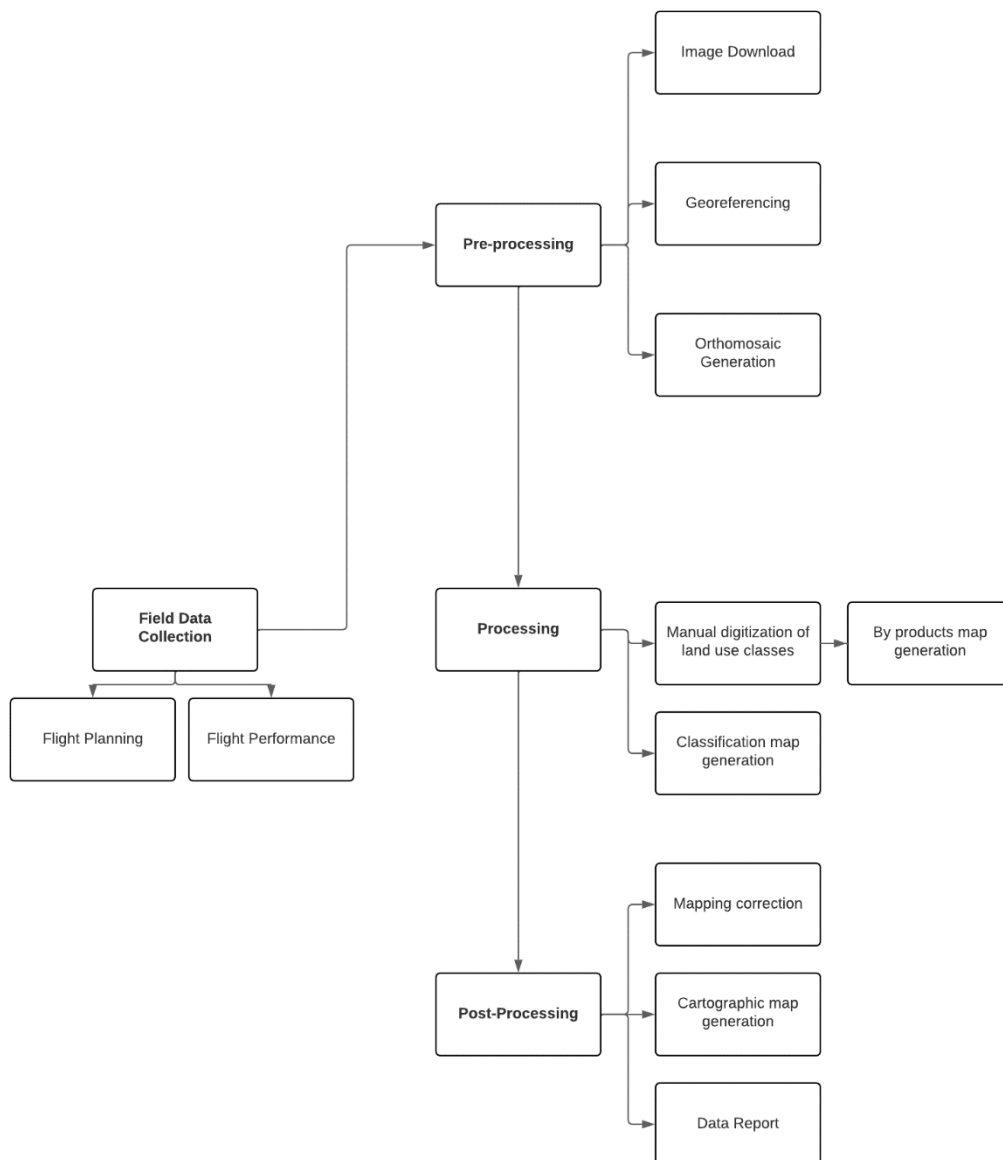 Image Download
Georeferencing
Pre-processing
Orthomosaic
Generation
Field Data
Collection
Flight Planning
Flight Performance
Processing
Manual digitization of
land use classes
By products map
generation
Classification map
generation
Mapping correction
Post-Processing
Cartographic map
generation
Data Report